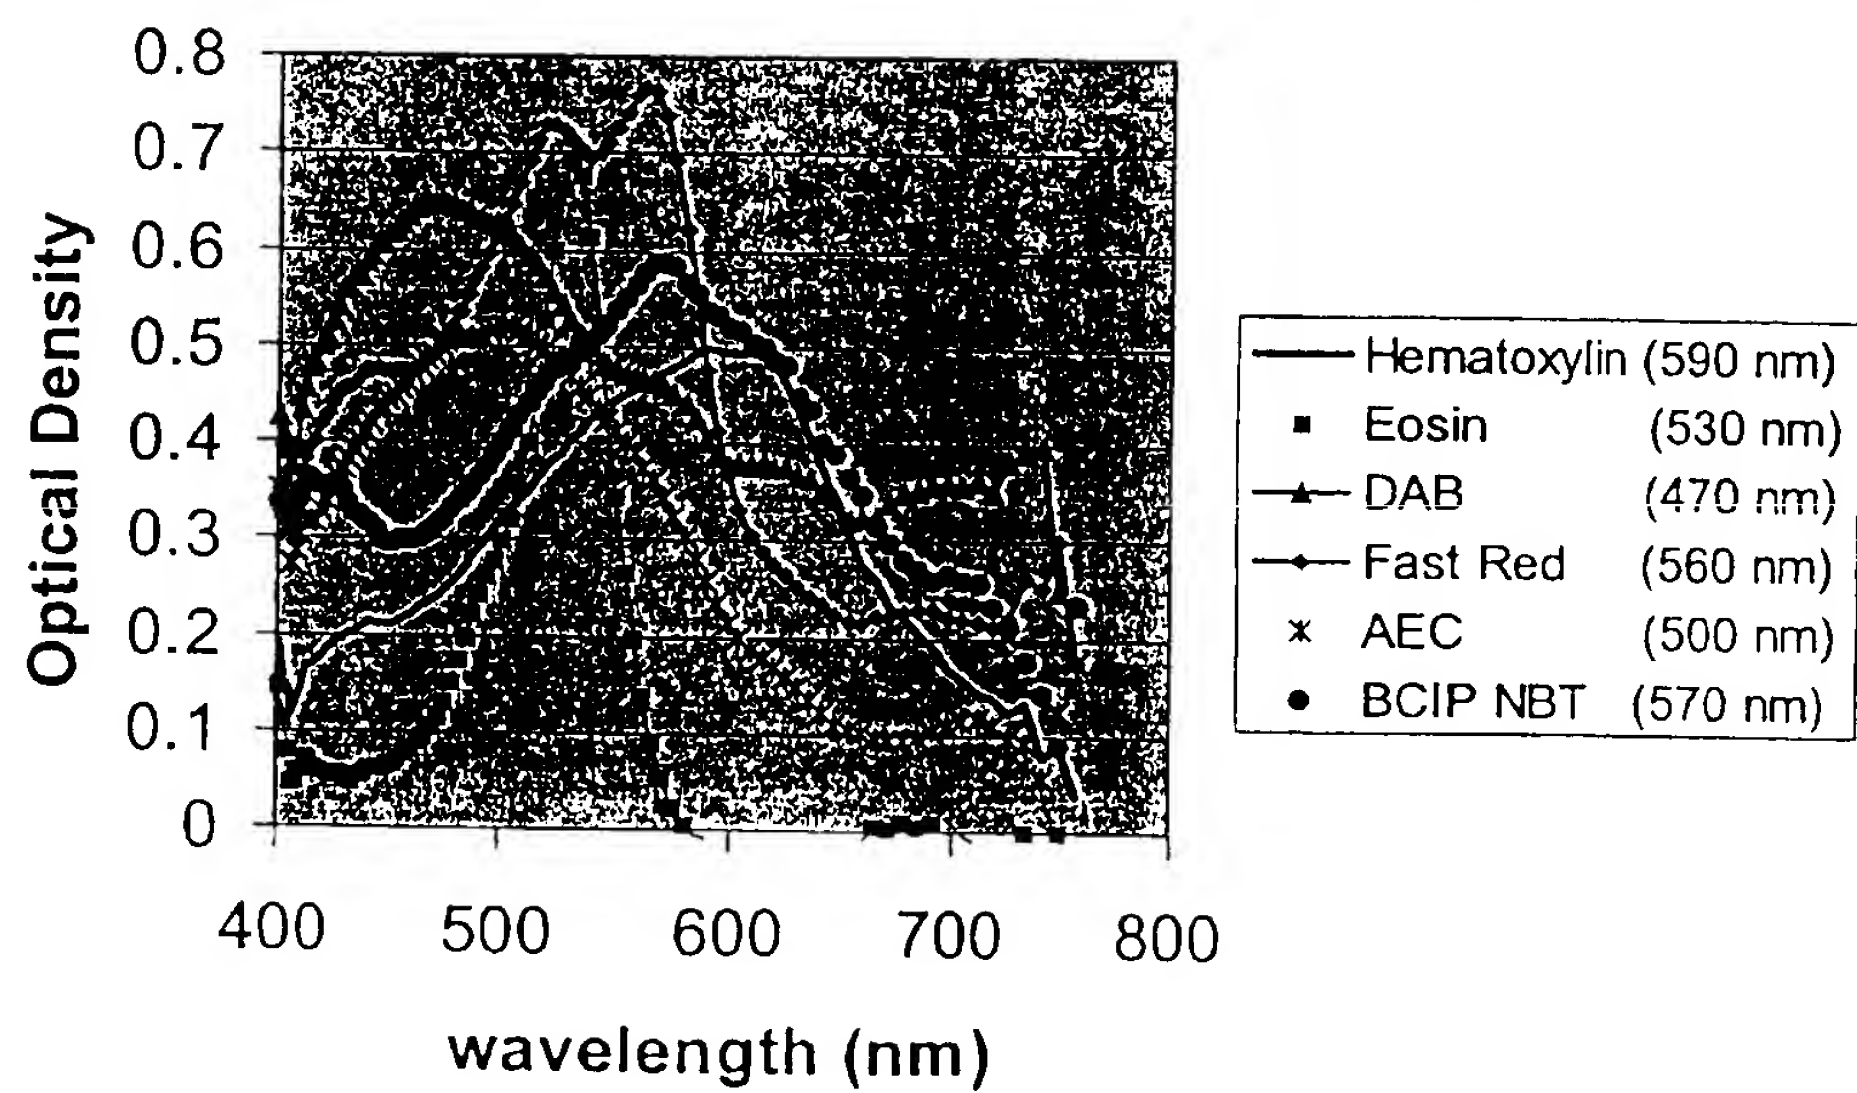 0.8
0.7
0.6
0.5
0.4
0.3
0.2
0.1
0
Optical Density
400 500 600 700 800
wavelength (nm)
Hematoxylin (590 nm)
Eosin (530 nm)
DAB (470 nm)
Fast Red (560 nm)
AEC (500 nm)
BCIP NBT (570 nm)